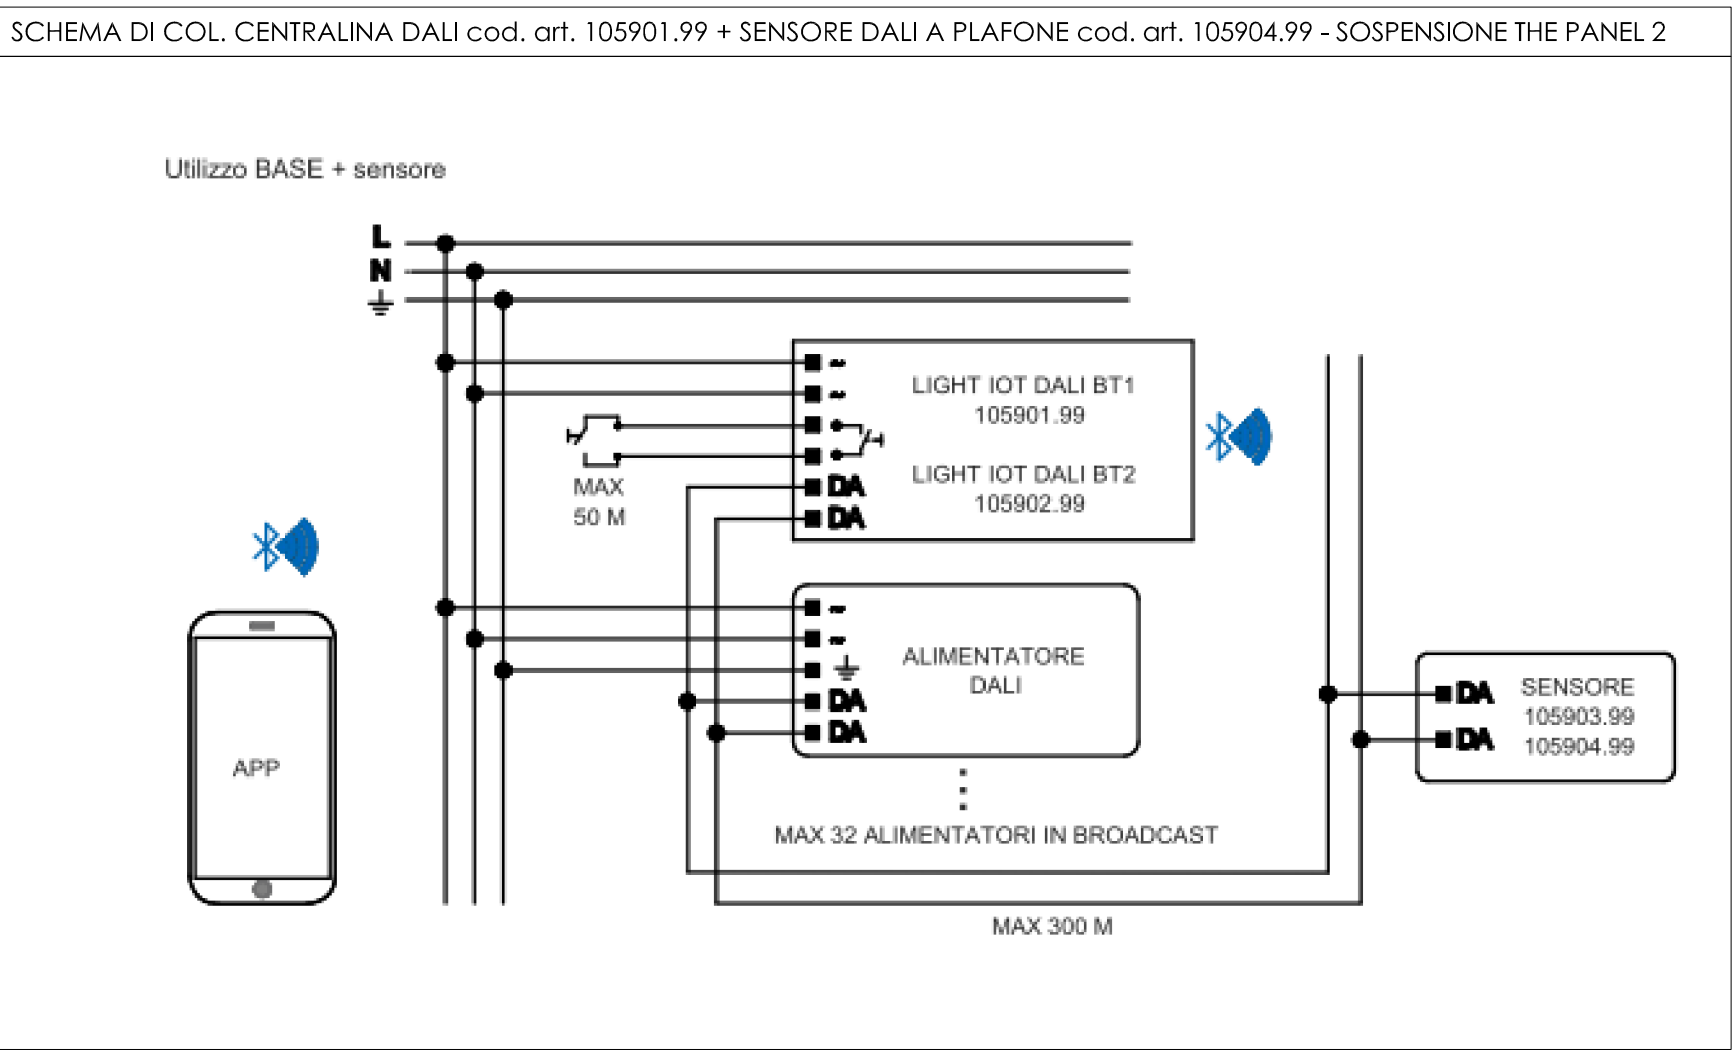 SCHEMA DI COL. CENTRALINA DALI cod. art. 105901.99 + SENSORE DALI A PLAFONE cod. art. 105904.99 - SOSPENSIONE THE PANEL 2
Utilizzo BASE + sensore
L
N
~
~
LIGHT IOT DALI BT1
105901.99
LIGHT IOT DALI BT2
105902.99
DA
DA
MAX
50 M
~
~
ALIMENTATORE
DALI
DA
DA
SENSORE
105903.99
105904.99
DA
DA
APP
MAX 32 ALIMENTATORI IN BROADCAST
MAX 300 M